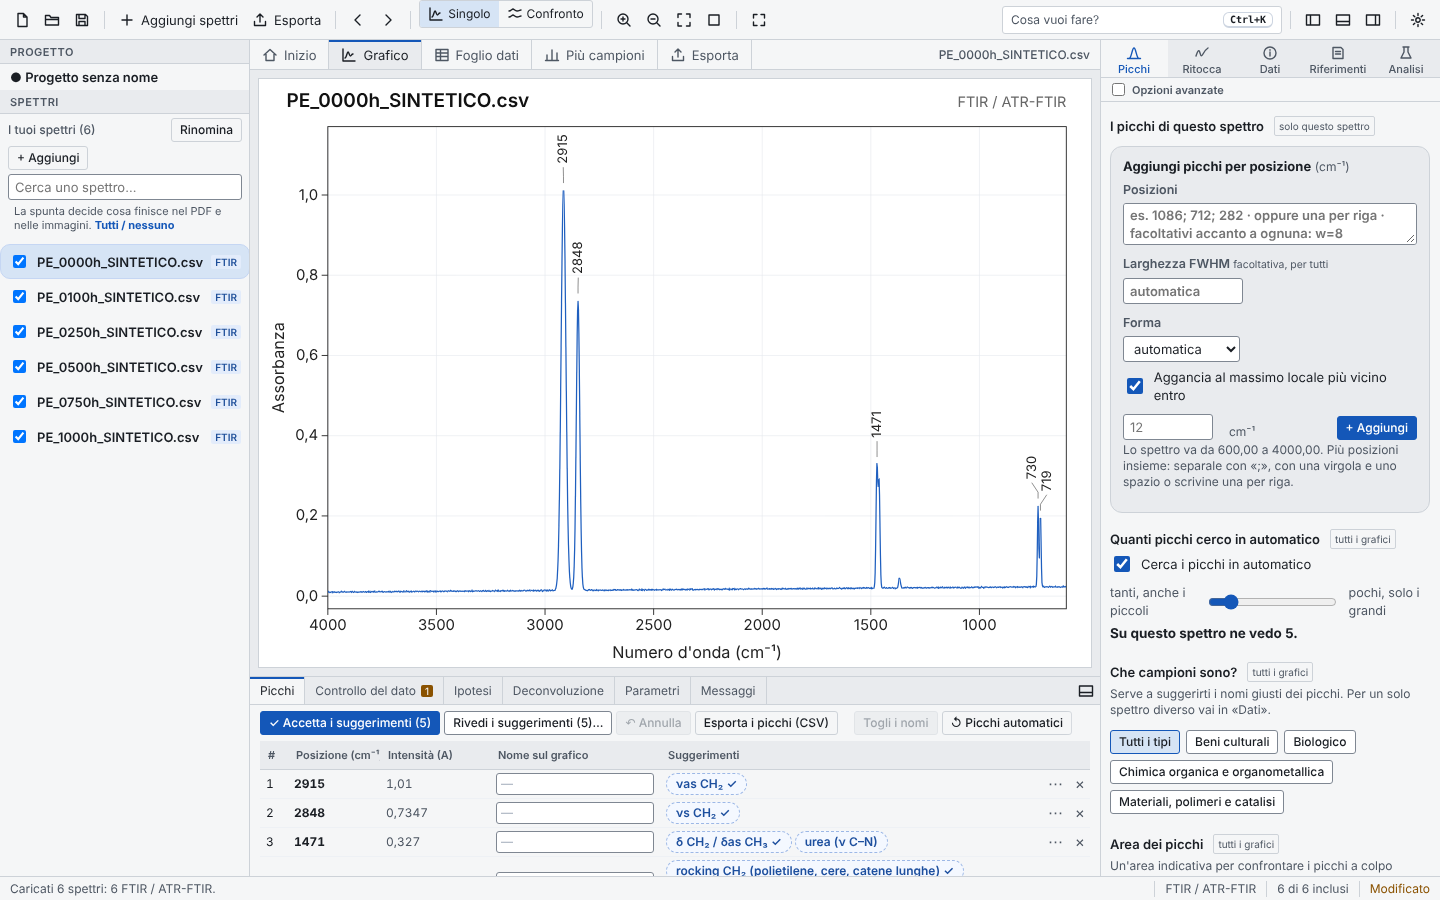 Aggiungi spettri
Esporta
Singolo
Confronto
Cosa vuoi fare?
Ctrl+K
PROGETTO
Progetto senza nome
SPETTRI
I tuoi spettri (6)
Rinomina
+ Aggiungi
Cerca uno spettro...
La spunta decide cosa finisce nel PDF e
nelle immagini. Tutti / nessuno
PE_0000h_SINTETICO.csv FTIR
PE_0100h_SINTETICO.csv FTIR
PE_0250h_SINTETICO.csv FTIR
PE_0500h_SINTETICO.csv FTIR
PE_0750h_SINTETICO.csv FTIR
PE_1000h_SINTETICO.csv FTIR
Inizio
Grafico
Foglio dati
Più campioni
Esporta
PE_0000h_SINTETICO.csv
PE_0000h_SINTETICO.csv
FTIR / ATR-FTIR
2915
2848
1471
730
719
1,0
0,8
0,6
0,4
0,2
0,0
Assorbanza
4000 3500 3000 2500 2000 1500 1000
Numero d'onda (cm⁻¹)
Picchi
Controllo del dato 1
Ipotesi
Deconvoluzione
Parametri
Messaggi
✓ Accetta i suggerimenti (5)
Rivedi i suggerimenti (5)...
↶ Annulla
Esporta i picchi (CSV)
Togli i nomi
↺ Picchi automatici
# Posizione (cm⁻¹ Intensità (A) Nome sul grafico Suggerimenti
1 2915 1,01 — νas CH₂ ✓ ⋯ ×
2 2848 0,7347 — νs CH₂ ✓ ⋯ ×
3 1471 0,327 — δ CH₂ / δas CH₃ ✓ urea (ν C–N) ⋯ ×
rocking CH₂ (polietilene, cere, catene lunghe) ✓
Picchi
Ritocca
Dati
Riferimenti
Analisi
Opzioni avanzate
I picchi di questo spettro solo questo spettro
Aggiungi picchi per posizione (cm⁻¹)
Posizioni
es. 1086; 712; 282 · oppure una per riga ·
facoltativi accanto a ognuna: w=8
Larghezza FWHM facoltativa, per tutti
automatica
Forma
automatica
Aggancia al massimo locale più vicino
entro
12 cm⁻¹
+ Aggiungi
Lo spettro va da 600,00 a 4000,00. Più posizioni
insieme: separale con «;», con una virgola e uno
spazio o scrivine una per riga.
Quanti picchi cerco in automatico tutti i grafici
Cerca i picchi in automatico
tanti, anche i
piccoli
pochi, solo i
grandi
Su questo spettro ne vedo 5.
Che campioni sono? tutti i grafici
Serve a suggerirti i nomi giusti dei picchi. Per un solo
spettro diverso vai in «Dati».
Tutti i tipi
Beni culturali
Biologico
Chimica organica e organometallica
Materiali, polimeri e catalisi
Area dei picchi tutti i grafici
Un'area indicativa per confrontare i picchi a colpo
Caricati 6 spettri: 6 FTIR / ATR-FTIR.
FTIR / ATR-FTIR
6 di 6 inclusi
Modificato